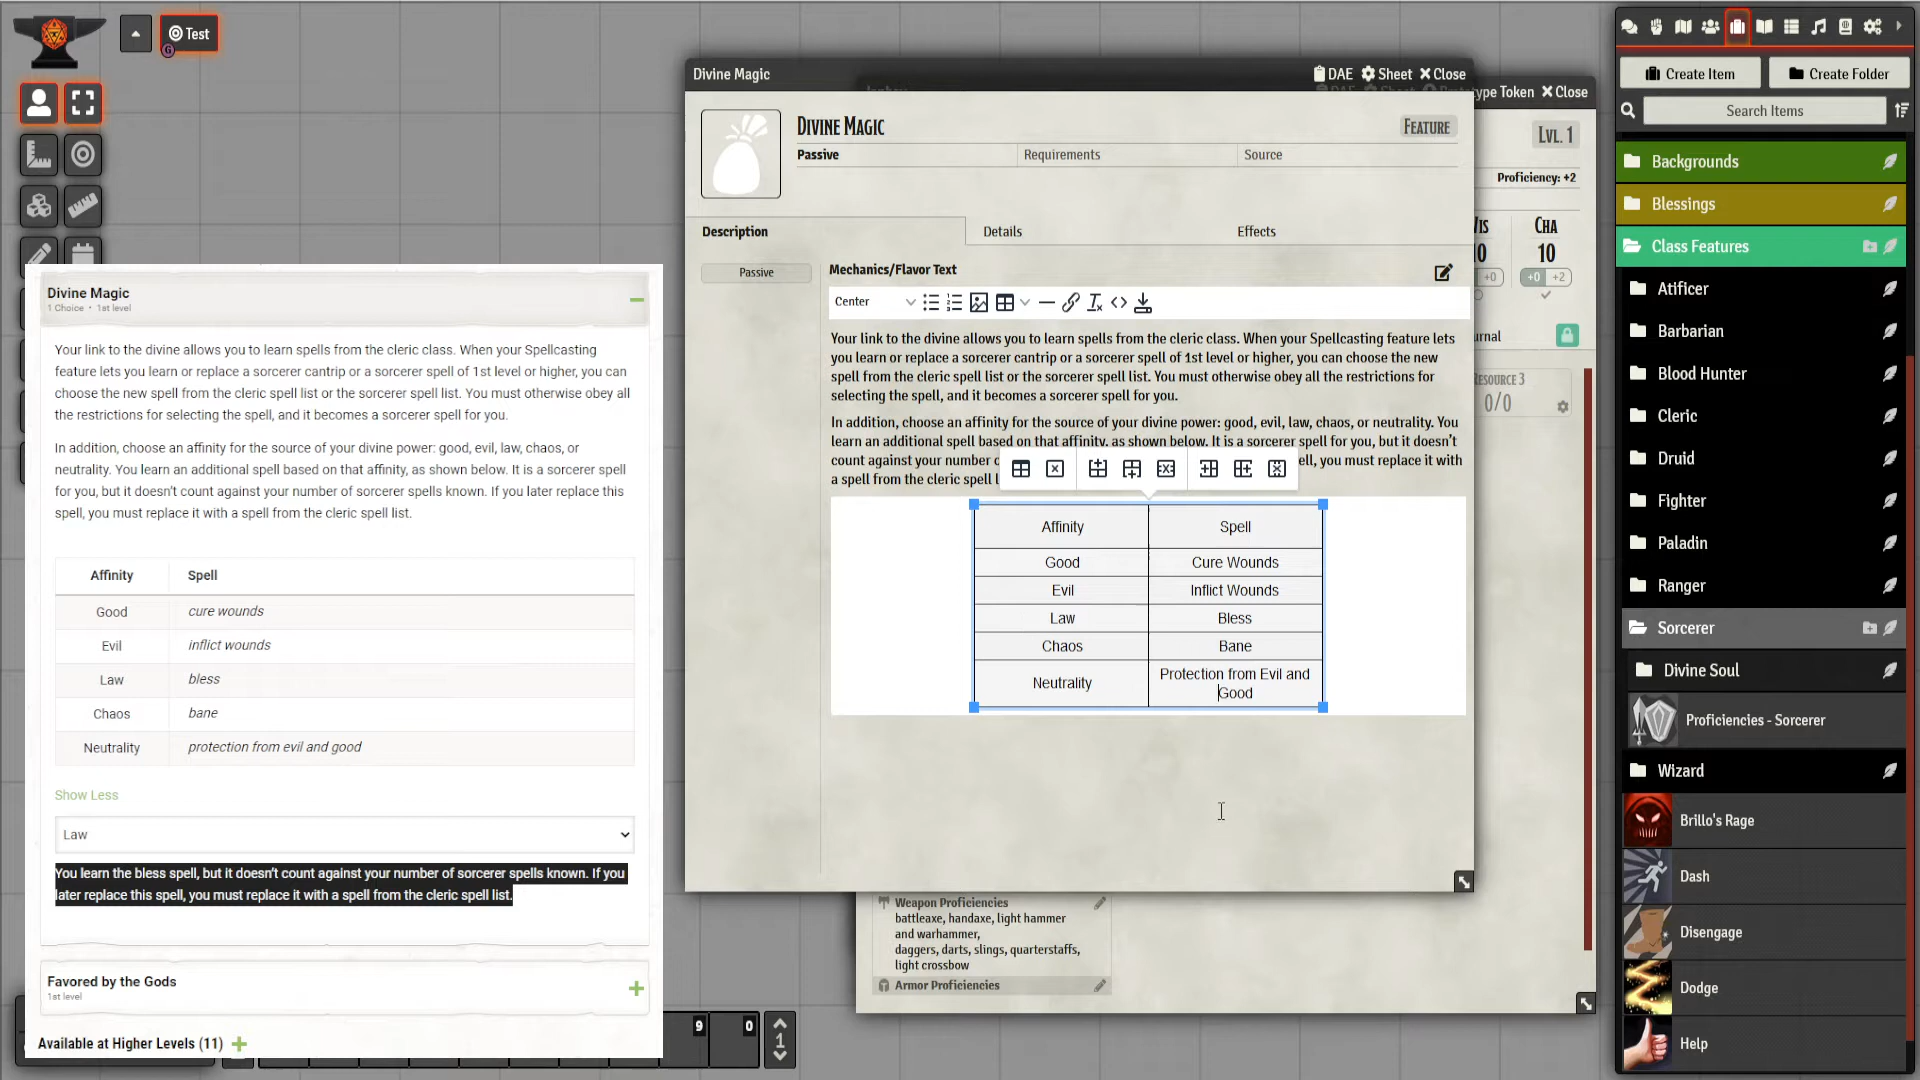 Test
G
Divine Magic
1 Choice • 1st level
Your link to the divine allows you to learn spells from the cleric class. When your Spellcasting
feature lets you learn or replace a sorcerer cantrip or a sorcerer spell of 1st level or higher, you can
choose the new spell from the cleric spell list or the sorcerer spell list. You must otherwise obey all
the restrictions for selecting the spell, and it becomes a sorcerer spell for you.
In addition, choose an affinity for the source of your divine power: good, evil, law, chaos, or
neutrality. You learn an additional spell based on that affinity, as shown below. It is a sorcerer spell
for you, but it doesn’t count against your number of sorcerer spells known. If you later replace this
spell, you must replace it with a spell from the cleric spell list.
Affinity Spell
Good cure wounds
Evil inflict wounds
Law bless
Chaos bane
Neutrality protection from evil and good
Show Less
Law
You learn the bless spell, but it doesn’t count against your number of sorcerer spells known. If you
later replace this spell, you must replace it with a spell from the cleric spell list.
Favored by the Gods
1st level
Available at Higher Levels (11)
9 0
1
Divine Magic
DAE Sheet Close
Divine Magic
Feature
Passive Requirements Source
Description Details Effects
Passive
Mechanics/Flavor Text
Center
Your link to the divine allows you to learn spells from the cleric class. When your Spellcasting feature lets
you learn or replace a sorcerer cantrip or a sorcerer spell of 1st level or higher, you can choose the new
spell from the cleric spell list or the sorcerer spell list. You must otherwise obey all the restrictions for
selecting the spell, and it becomes a sorcerer spell for you.
In addition, choose an affinity for the source of your divine power: good, evil, law, chaos, or neutrality. You
learn an additional spell based on that affinity, as shown below. It is a sorcerer spell for you, but it doesn’t
count against your number ell, you must replace it with
a spell from the cleric spell
Affinity Spell
Good Cure Wounds
Evil Inflict Wounds
Law Bless
Chaos Bane
Neutrality Protection from Evil and
Good
ype Token Close
Lvl. 1
Proficiency: +2
Cha
10
+0 +2
urnal
Resource 3
0/0
Weapon Proficiencies
battleaxe, handaxe, light hammer
and warhammer,
daggers, darts, slings, quarterstaffs,
light crossbow
Armor Proficiencies
Create Item Create Folder
Search Items
Backgrounds
Blessings
Class Features
Atificer
Barbarian
Blood Hunter
Cleric
Druid
Fighter
Paladin
Ranger
Sorcerer
Divine Soul
Proficiencies - Sorcerer
Wizard
Brillo's Rage
Dash
Disengage
Dodge
Help